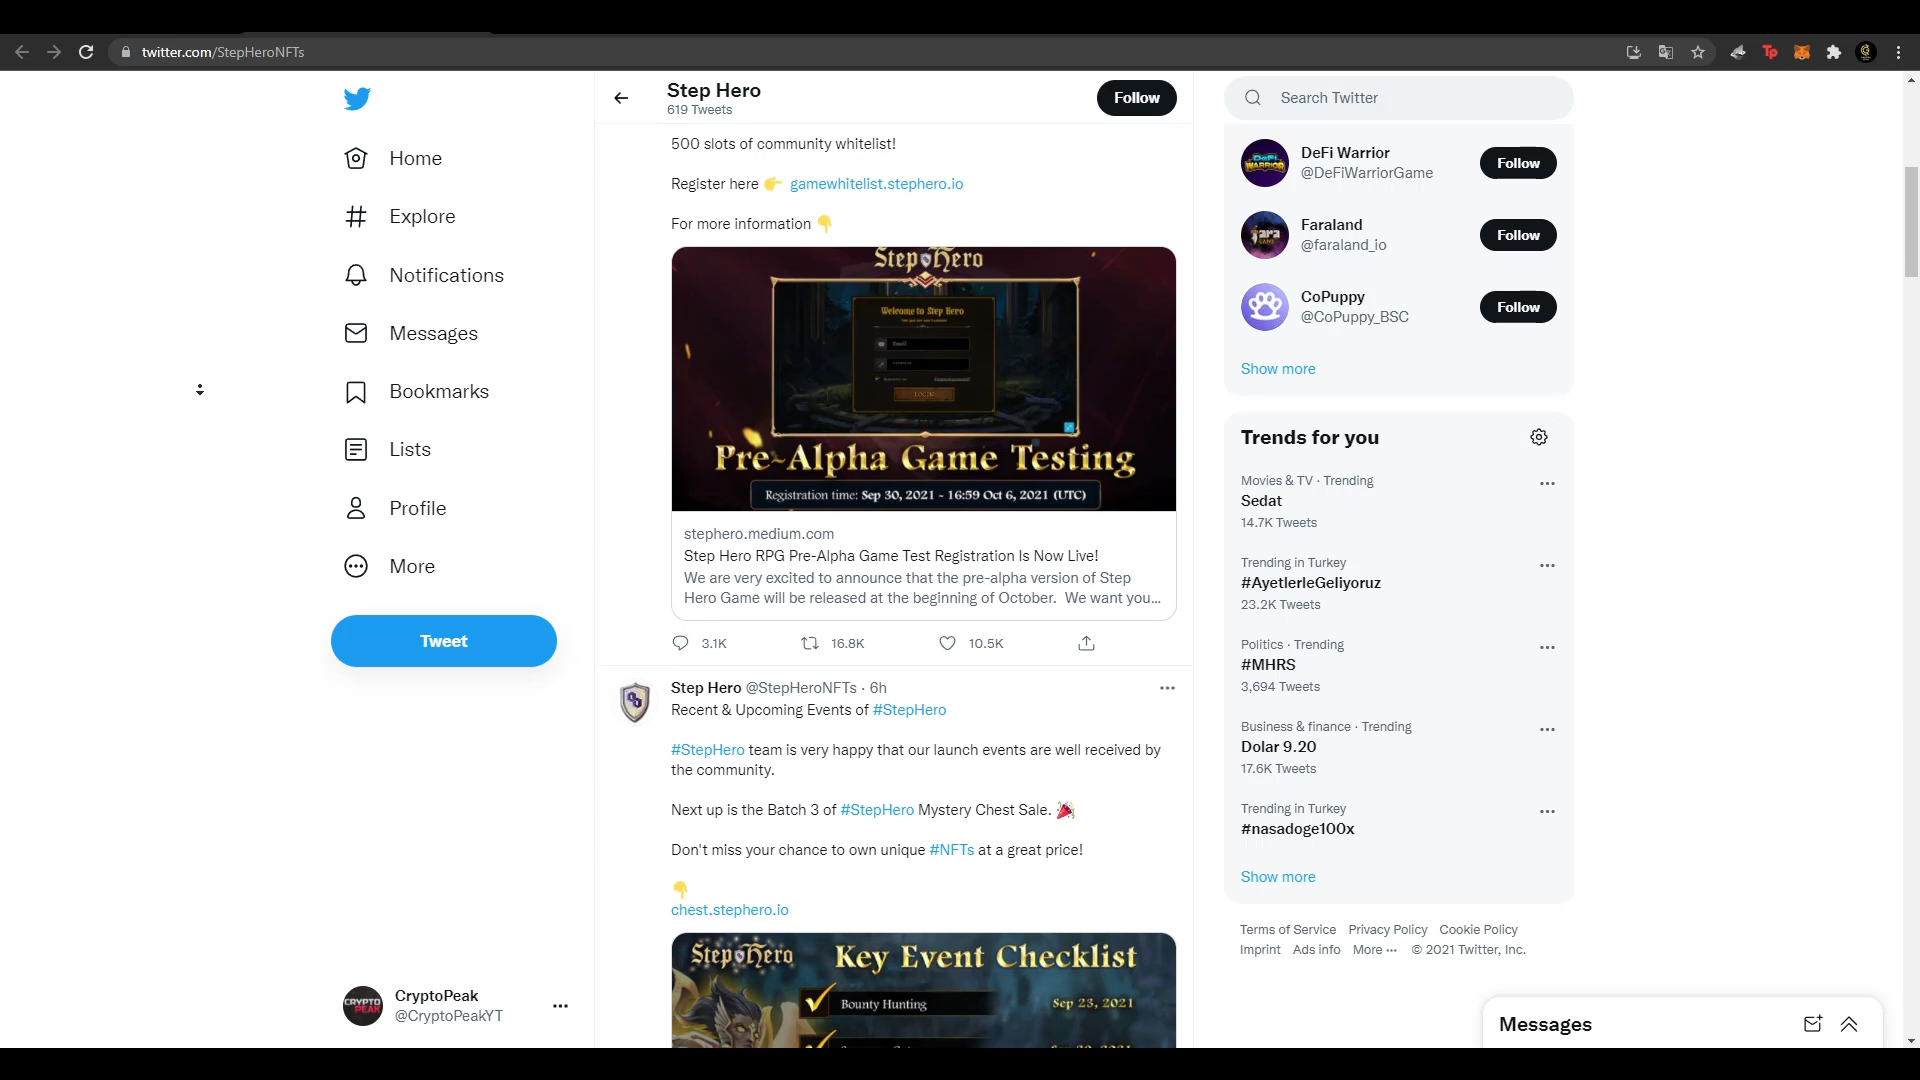 twitter.com/StepHeroNFTs
Tp
Home
Explore
Notifications
Messages
Bookmarks
Lists
Profile
More
Tweet
CRYPTO
PEAK
CryptoPeak
@CryptoPeakYT
Step Hero
619 Tweets
Follow
500 slots of community whitelist!
Register here 👉 gamewhitelist.stephero.io
For more information 👇
Step Hero
Welcome to Step Hero
Email
LOGIN
Pre-Alpha Game Testing
Registration time: Sep 30, 2021 - 16:59 Oct 6, 2021 (UTC)
stephero.medium.com
Step Hero RPG Pre-Alpha Game Test Registration Is Now Live!
We are very excited to announce that the pre-alpha version of Step
Hero Game will be released at the beginning of October. We want you...
3.1K 16.8K 10.5K
Step Hero @StepHeroNFTs · 6h
Recent & Upcoming Events of #StepHero
#StepHero team is very happy that our launch events are well received by
the community.
Next up is the Batch 3 of #StepHero Mystery Chest Sale. 🎉
Don't miss your chance to own unique #NFTs at a great price!
👇
chest.stephero.io
Step Hero Key Event Checklist
Bounty Hunting Sep 23, 2021
Search Twitter
DEFI
WARRIOR
DeFi Warrior
@DeFiWarriorGame
Follow
FARA
LAND
Faraland
@faraland_io
Follow
CoPuppy
@CoPuppy_BSC
Follow
Show more
Trends for you
Movies & TV · Trending
Sedat
14.7K Tweets
Trending in Turkey
#AyetlerleGeliyoruz
23.2K Tweets
Politics · Trending
#MHRS
3,694 Tweets
Business & finance · Trending
Dolar 9.20
17.6K Tweets
Trending in Turkey
#nasadoge100x
Show more
Terms of Service Privacy Policy Cookie Policy
Imprint Ads info More ··· © 2021 Twitter, Inc.
Messages